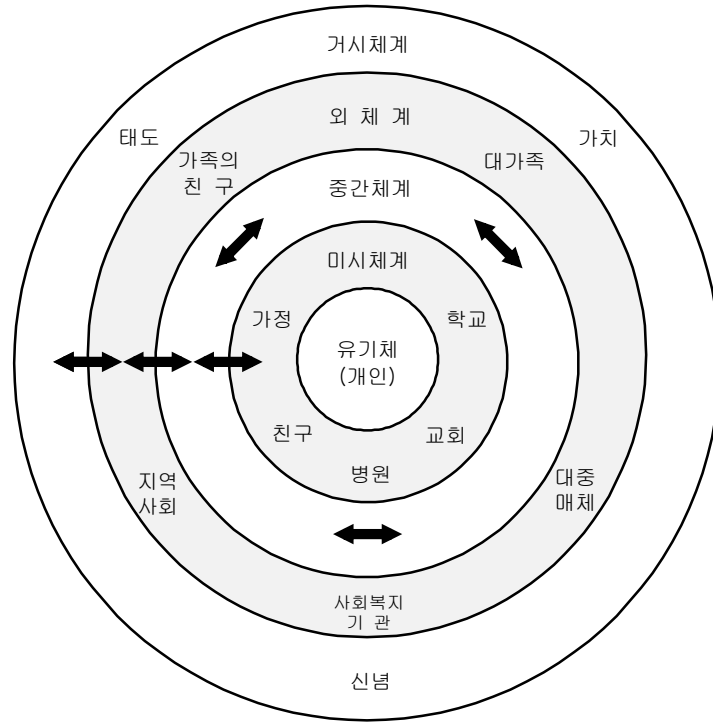 거시체계
외 체 계
태도
가치
가족의
친 구
대가족
중간체계
미시체계
가정
학교
유기체
(개인)
친구
교회
병원
지역
사회
대중
매체
사회복지
기 관
신념